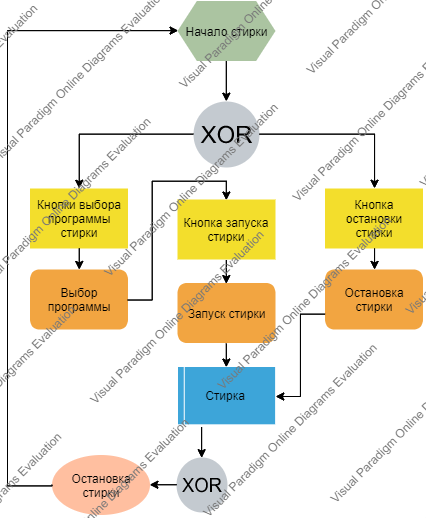 Начало стирки
XOR
Кнопки выбора
программы
стирки
Кнопка запуска
стирки
Кнопка
остановки
стирки
Выбор
программы
Запуск стирки
Остановка
стирки
Стирка
Остановка
стирки
XOR
Visual Paradigm Online Diagrams Evaluation